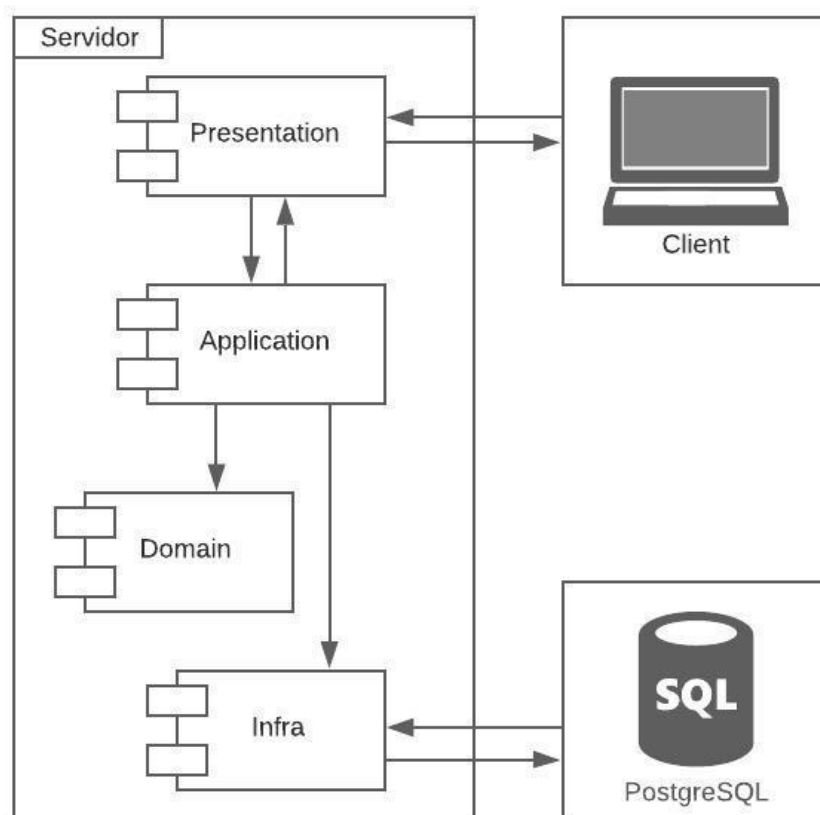 Servidor
Presentation
Client
Application
Domain
Infra
SQL
PostgreSQL